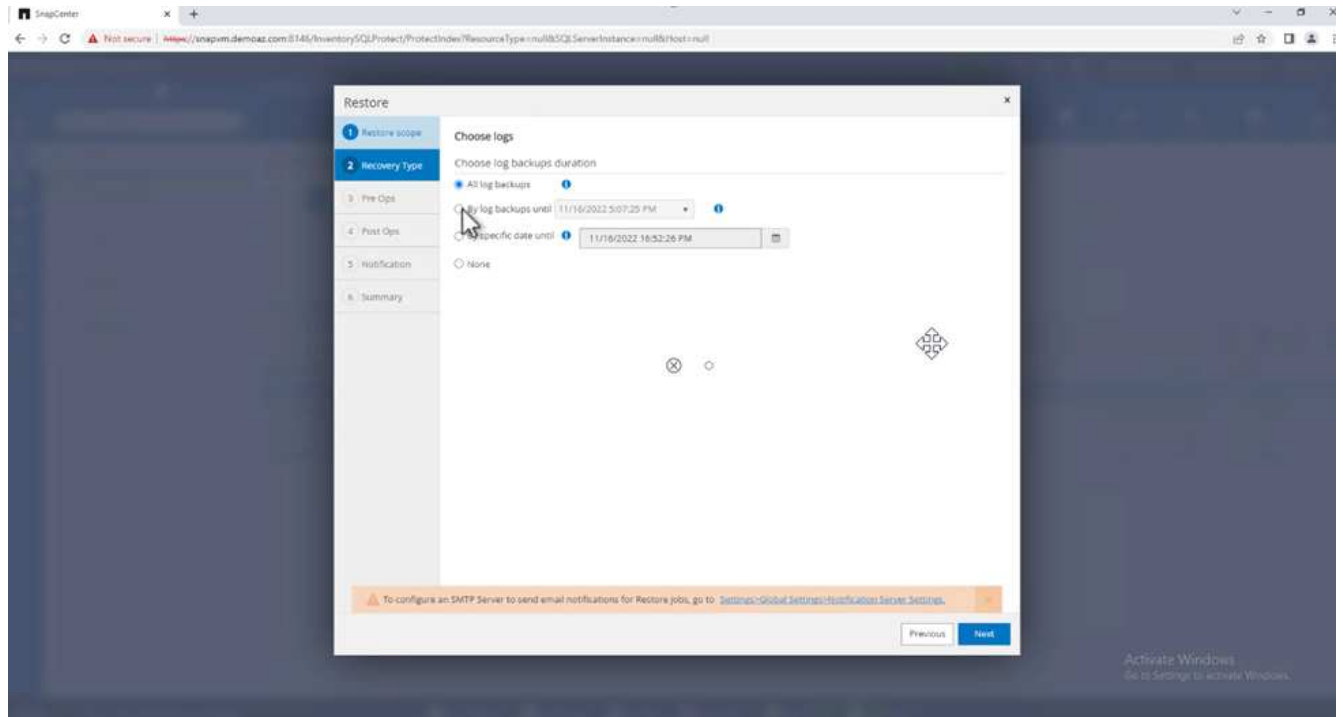 SnapCenter
Not secure | https://snapvm.demoaz.com:8146/InventorySQLProtect/ProtectIndex?ResourceType=null&SQLServerInstance=null&Host=null
Restore
1 Restore scope
2 Recovery Type
3 Pre Ops
4 Post Ops
5 Notification
6 Summary
Choose logs
Choose log backups duration
All log backups
By log backups until 11/16/2022 5:07:25 PM
By specific date until 11/16/2022 16:52:26 PM
None
To configure an SMTP Server to send email notifications for Restore jobs, go to Settings>Global Settings>Notification Server Settings.
Previous Next
Activate Windows
Go to Settings to activate Windows.